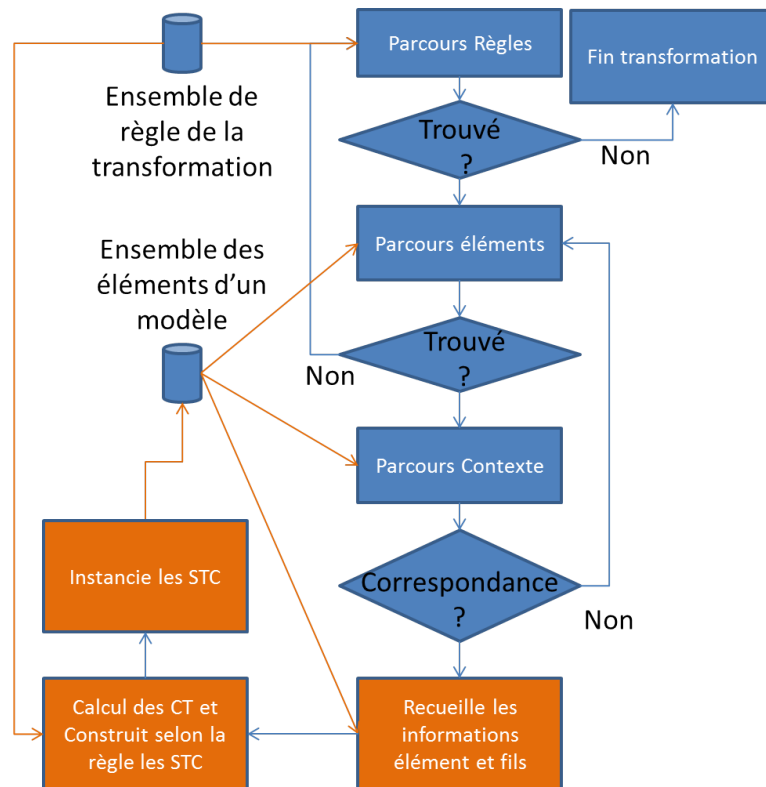 Parcours Règles
Fin transformation
Ensemble de
règle de la
transformation
Trouvé
?
Non
Parcours éléments
Ensemble des
éléments d’un
modèle
Trouvé
?
Non
Parcours Contexte
Correspondance
?
Non
Instancie les STC
Calcul des CT et
Construit selon la
règle les STC
Recueille les
informations
élément et fils